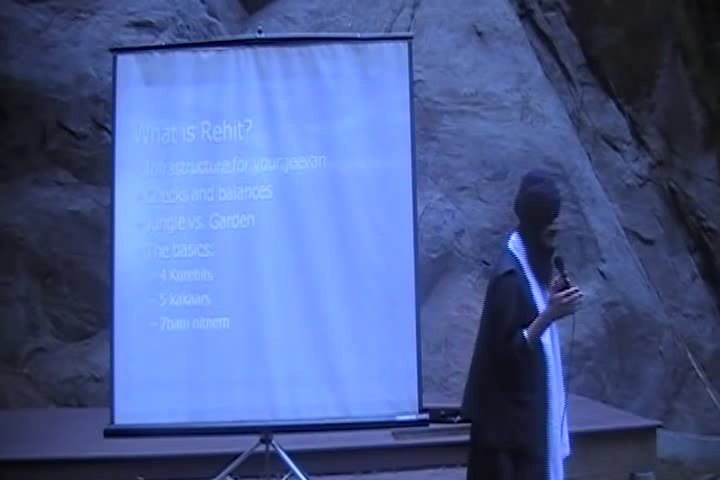 What is Rehit?
- Infrastructure for your jeevan
- Checks and balances
- Jungle vs. Garden
- The basics:
– 4 Kurehits
– 5 kakaars
– 7bani nitnem